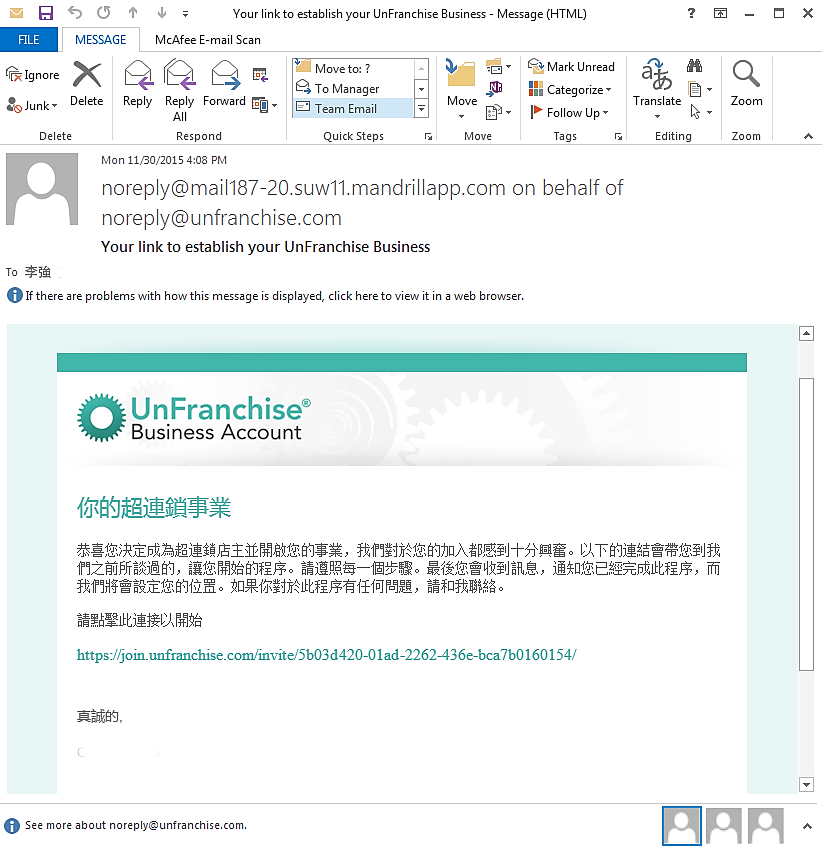 Your link to establish your UnFranchise Business - Message (HTML)
?
FILE
MESSAGE
McAfee E-mail Scan
Ignore
Junk
Delete
Reply
Reply All
Forward
Move to: ?
To Manager
Team Email
Move
Mark Unread
Categorize
Follow Up
Translate
Zoom
Delete
Respond
Quick Steps
Move
Tags
Editing
Zoom
Mon 11/30/2015 4:08 PM
noreply@mail187-20.suw11.mandrillapp.com on behalf of
noreply@unfranchise.com
Your link to establish your UnFranchise Business
To 李強
If there are problems with how this message is displayed, click here to view it in a web browser.
UnFranchise®
Business Account
你的超連鎖事業
恭喜您決定成為超連鎖店主並開啟您的事業，我們對於您的加入都感到十分興奮。以下的連結會帶您到我
們之前所談過的，讓您開始的程序。請遵照每一個步驟。最後您會收到訊息，通知您已經完成此程序，而
我們將會設定您的位置。如果你對於此程序有任何問題，請和我聯絡。
請點擊此連接以開始
https://join.unfranchise.com/invite/5b03d420-01ad-2262-436e-bca7b0160154/
真誠的,
See more about noreply@unfranchise.com.